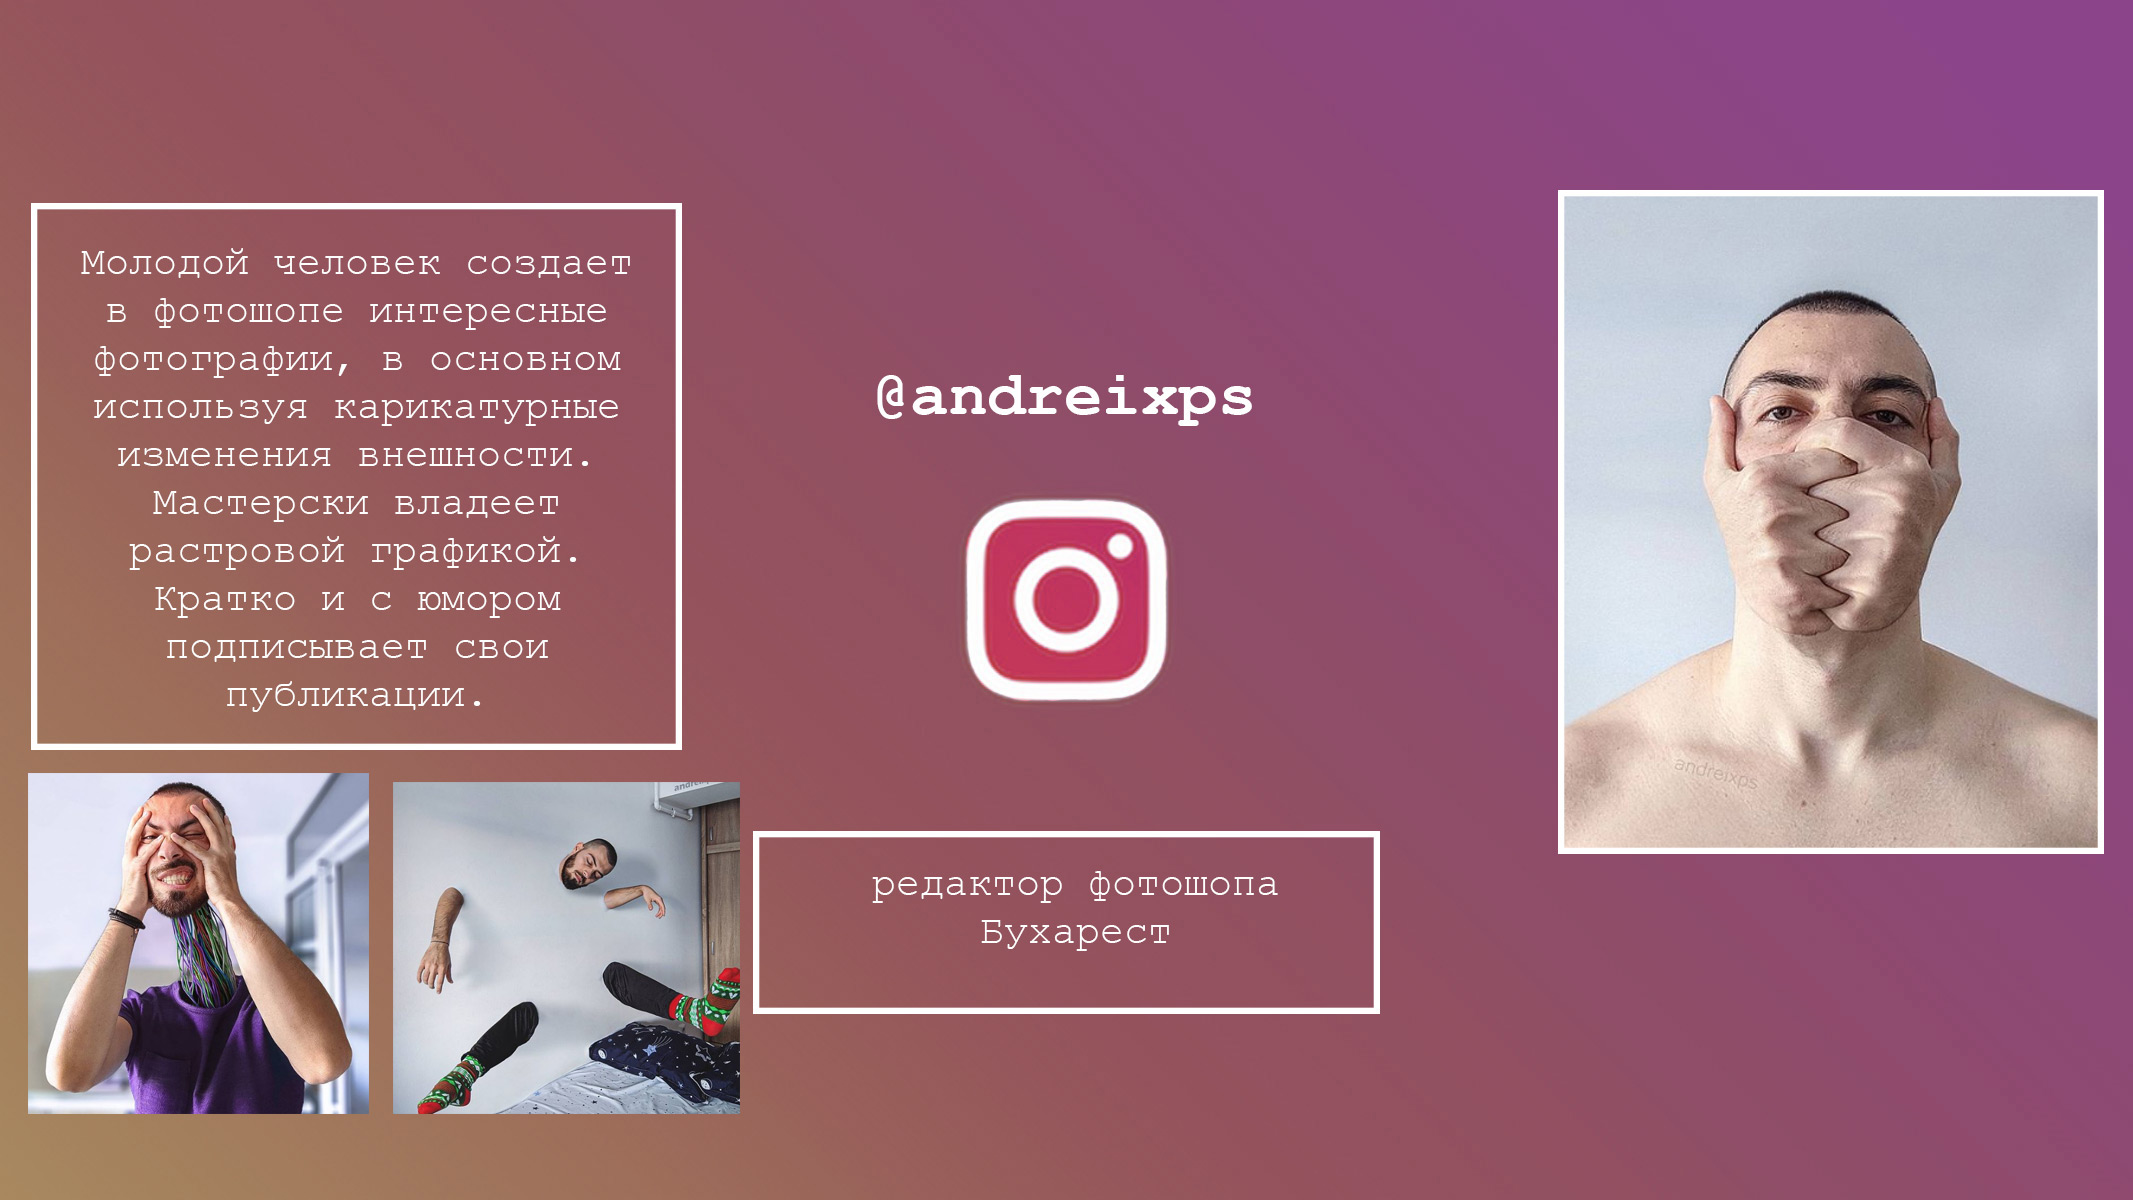 Молодой человек создает
в фотошопе интересные
фотографии, в основном
используя карикатурные
изменения внешности.
Мастерски владеет
растровой графикой.
Кратко и с юмором
подписывает свои
публикации.
@andreixps
редактор фотошопа
Бухарест
andreixps